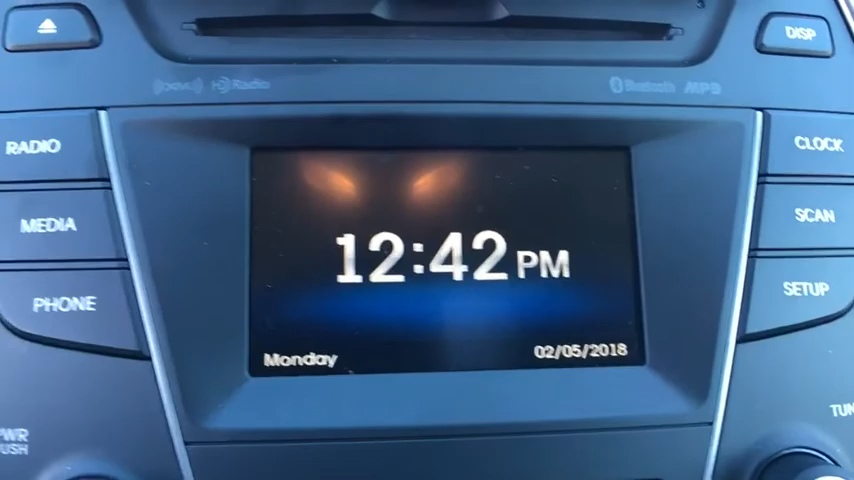 DISP
((XM)) HD Radio
Bluetooth MP3
RADIO
CLOCK
MEDIA
SCAN
PHONE
SETUP
12:42 PM
Monday
02/05/2018
PWR
PUSH
TUN